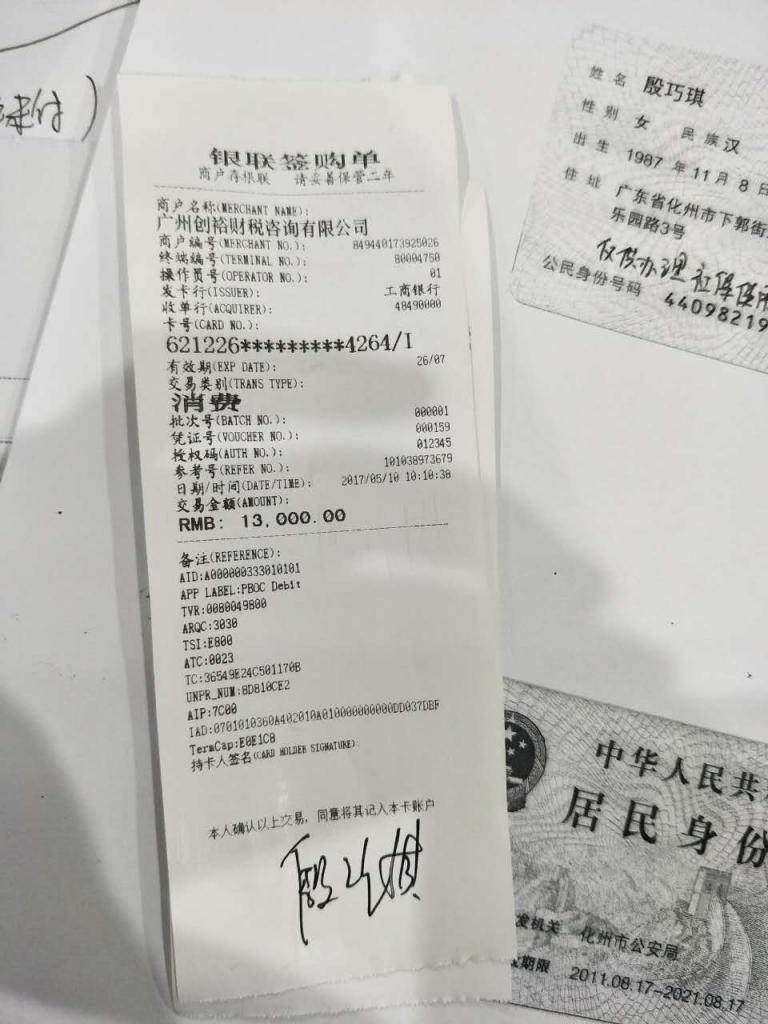 未付)
银联签购单
商户存根联 请妥善保管二年
商户名称(MERCHANT NAME):
广州创裕财税咨询有限公司
商户编号(MERCHANT NO.): 849440173925026
终端编号(TERMINAL NO.): 80004750
操作员号(OPERATOR NO.): 01
发卡行(ISSUER): 工商银行
收单行(ACQUIRER): 48490000
卡号(CARD NO.):
621226*********4264/I
有效期(EXP DATE): 26/07
交易类别(TRANS TYPE):
消费
批次号(BATCH NO.): 000001
凭证号(VOUCHER NO.): 000159
授权码(AUTH NO.): 012345
参考号(REFER NO.): 101038973679
日期/时间(DATE/TIME): 2017/05/10 10:10:38
交易金额(AMOUNT):
RMB: 13,000.00
备注(REFERENCE):
AID:A000000333010101
APP LABEL:PBOC Debit
TVR:0080049800
ARQC:3030
TSI:E800
ATC:0023
TC:36549E24C501170B
UNPR_NUM:8D810CE2
AIP:7C00
IAD:0701010360A402010A010000000000DD037DBF
TermCap:E0E1C8
持卡人签名(CARD HOLDER SIGNATURE):
本人确认以上交易,同意将其记入本卡账户
殷巧琪
姓名 殷巧琪
性别 女 民族 汉
出生 1987 年 11 月 8 日
住址 广东省化州市下郭街
乐园路3号
仅供办理社保使用
公民身份号码 44098219
中华人民共
居民身份
发机关 化州市公安局
期限 2011.08.17-2021.08.17